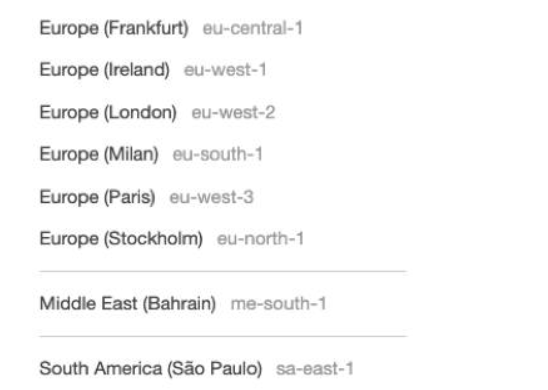 Europe (Frankfurt) eu-central-1
Europe (Ireland) eu-west-1
Europe (London) eu-west-2
Europe (Milan) eu-south-1
Europe (Paris) eu-west-3
Europe (Stockholm) eu-north-1
Middle East (Bahrain) me-south-1
South America (São Paulo) sa-east-1